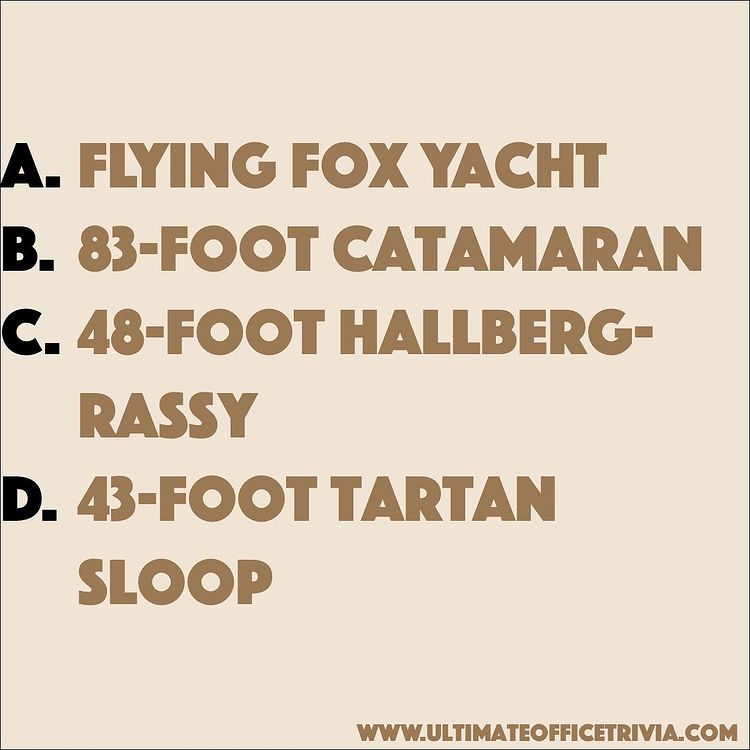 A. FLYING FOX YACHT
B. 83-FOOT CATAMARAN
C. 48-FOOT HALLBERG-
RASSY
D. 43-FOOT TARTAN
SLOOP
WWW.ULTIMATEOFFICETRIVIA.COM